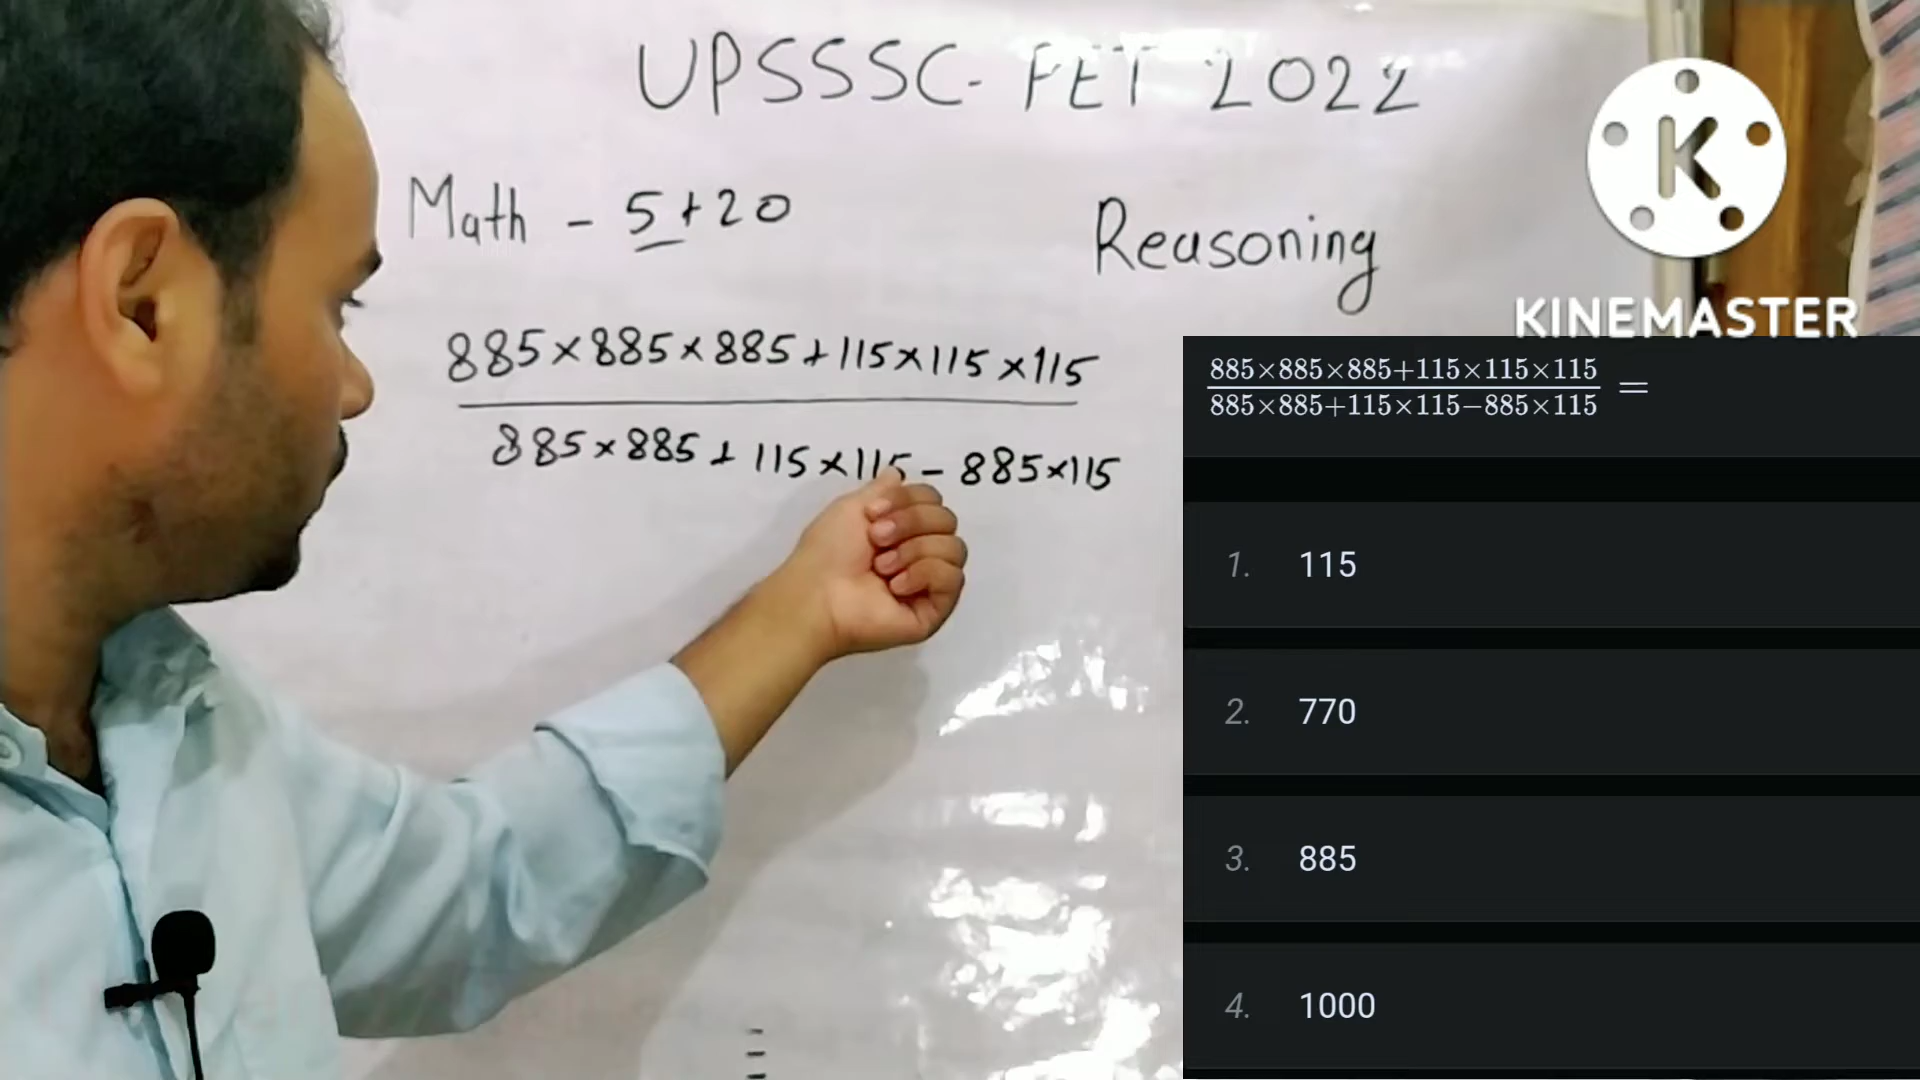 UPSSSC- PET 2022
Math - 5+20
Reasoning
K
KINEMASTER
885×885×885+115×115×115
885×885+115×115-885×115
885×885×885+115×115×115
885×885+115×115−885×115
=
1. 115
2. 770
3. 885
4. 1000